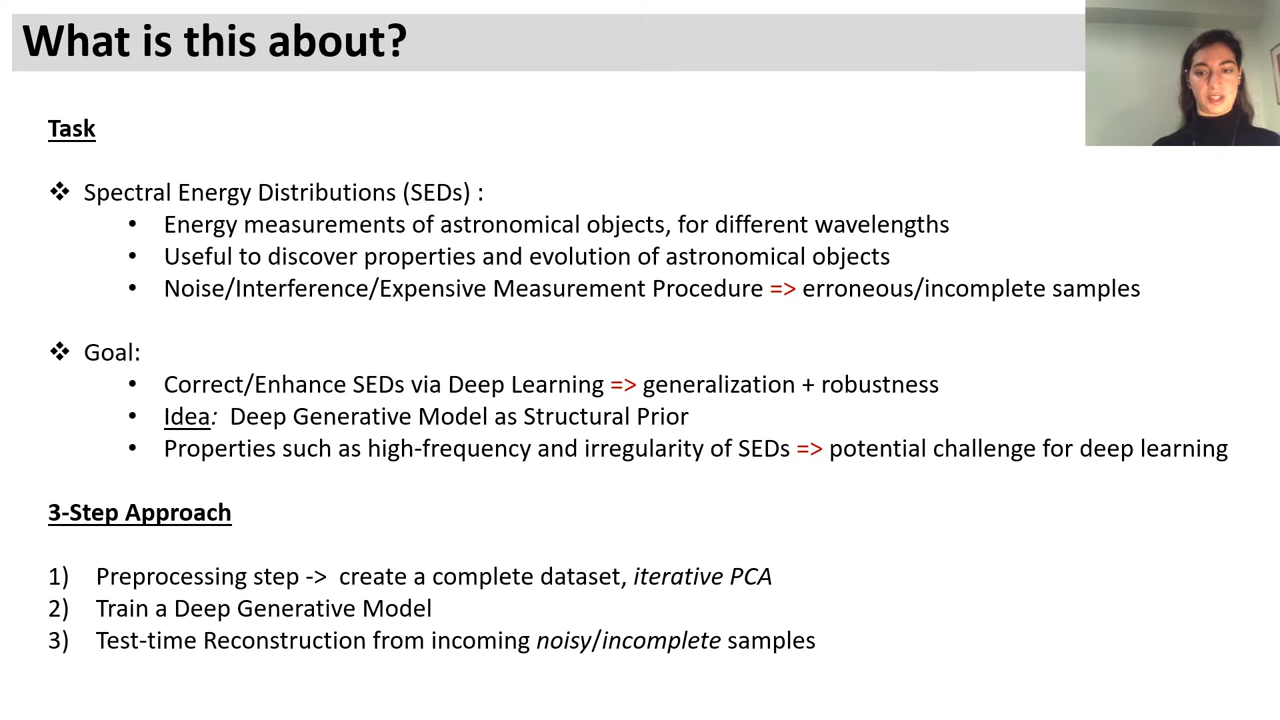 What is this about?
Task
❖ Spectral Energy Distributions (SEDs) :
• Energy measurements of astronomical objects, for different wavelengths
• Useful to discover properties and evolution of astronomical objects
• Noise/Interference/Expensive Measurement Procedure => erroneous/incomplete samples
❖ Goal:
• Correct/Enhance SEDs via Deep Learning => generalization + robustness
• Idea: Deep Generative Model as Structural Prior
• Properties such as high-frequency and irregularity of SEDs => potential challenge for deep learning
3-Step Approach
1) Preprocessing step -> create a complete dataset, iterative PCA
2) Train a Deep Generative Model
3) Test-time Reconstruction from incoming noisy/incomplete samples